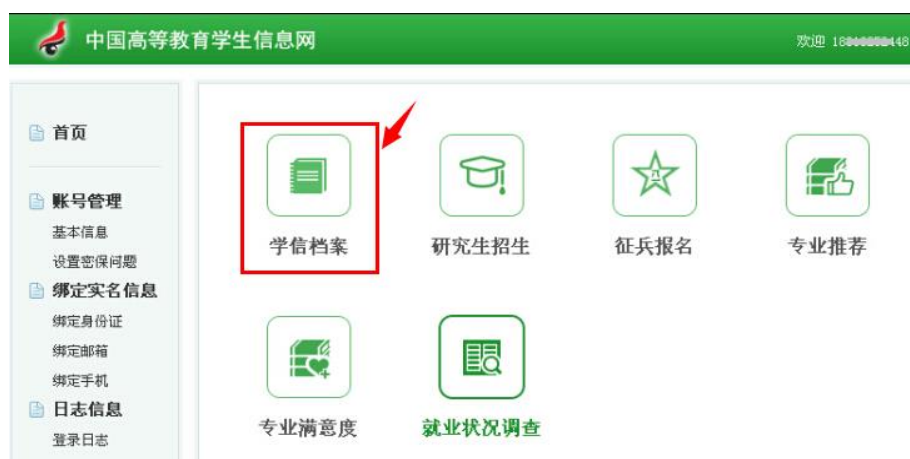 中国高等教育学生信息网
欢迎 18
448
首页
账号管理
基本信息
设置密保问题
绑定实名信息
绑定身份证
绑定邮箱
绑定手机
日志信息
登录日志
学信档案
研究生招生
征兵报名
专业推荐
专业满意度
就业状况调查